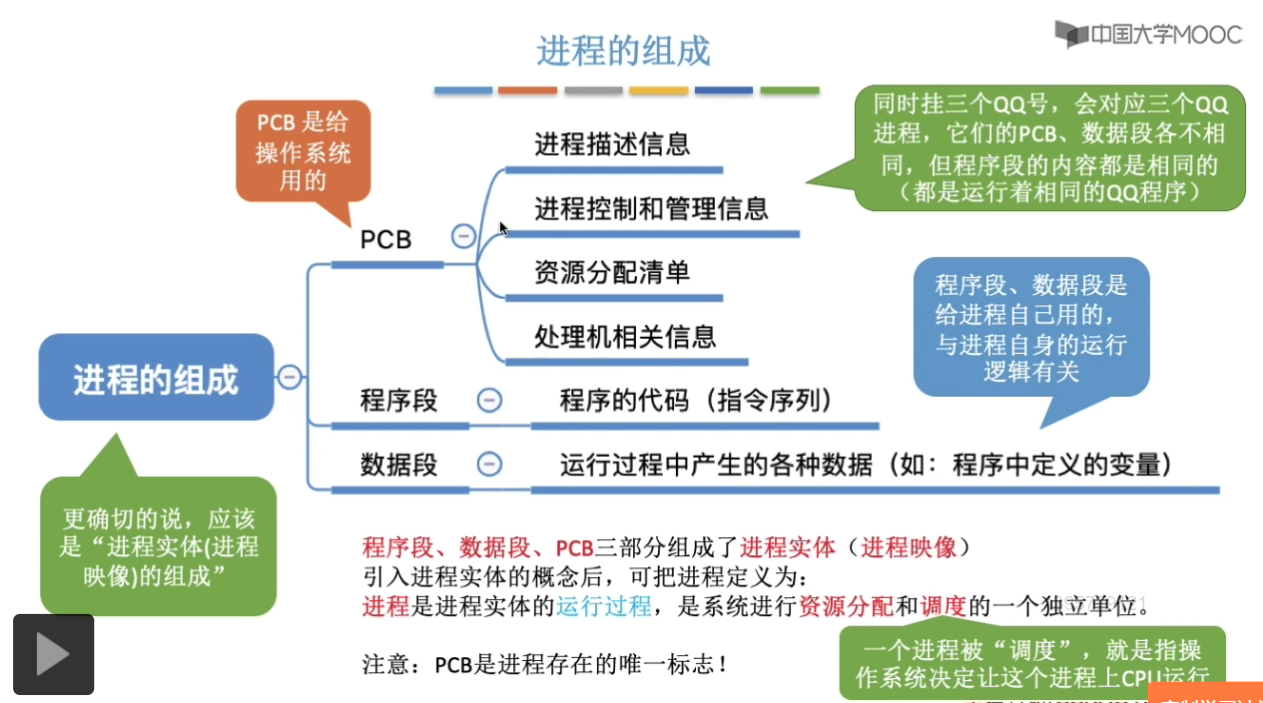 中国大学MOOC
进程的组成
PCB 是给
操作系统
用的
同时挂三个QQ号，会对应三个QQ
进程，它们的PCB、数据段各不相
同，但程序段的内容都是相同的
（都是运行着相同的QQ程序）
进程描述信息
进程控制和管理信息
PCB
资源分配清单
处理机相关信息
程序段、数据段是
给进程自己用的，
与进程自身的运行
逻辑有关
进程的组成
程序段
程序的代码（指令序列）
数据段
运行过程中产生的各种数据（如：程序中定义的变量）
更确切的说，应该
是“进程实体(进程
映像)的组成”
程序段、数据段、PCB三部分组成了进程实体（进程映像）
引入进程实体的概念后，可把进程定义为：
进程是进程实体的运行过程，是系统进行资源分配和调度的一个独立单位。
注意：PCB是进程存在的唯一标志！
一个进程被“调度”，就是指操
作系统决定让这个进程上CPU运行